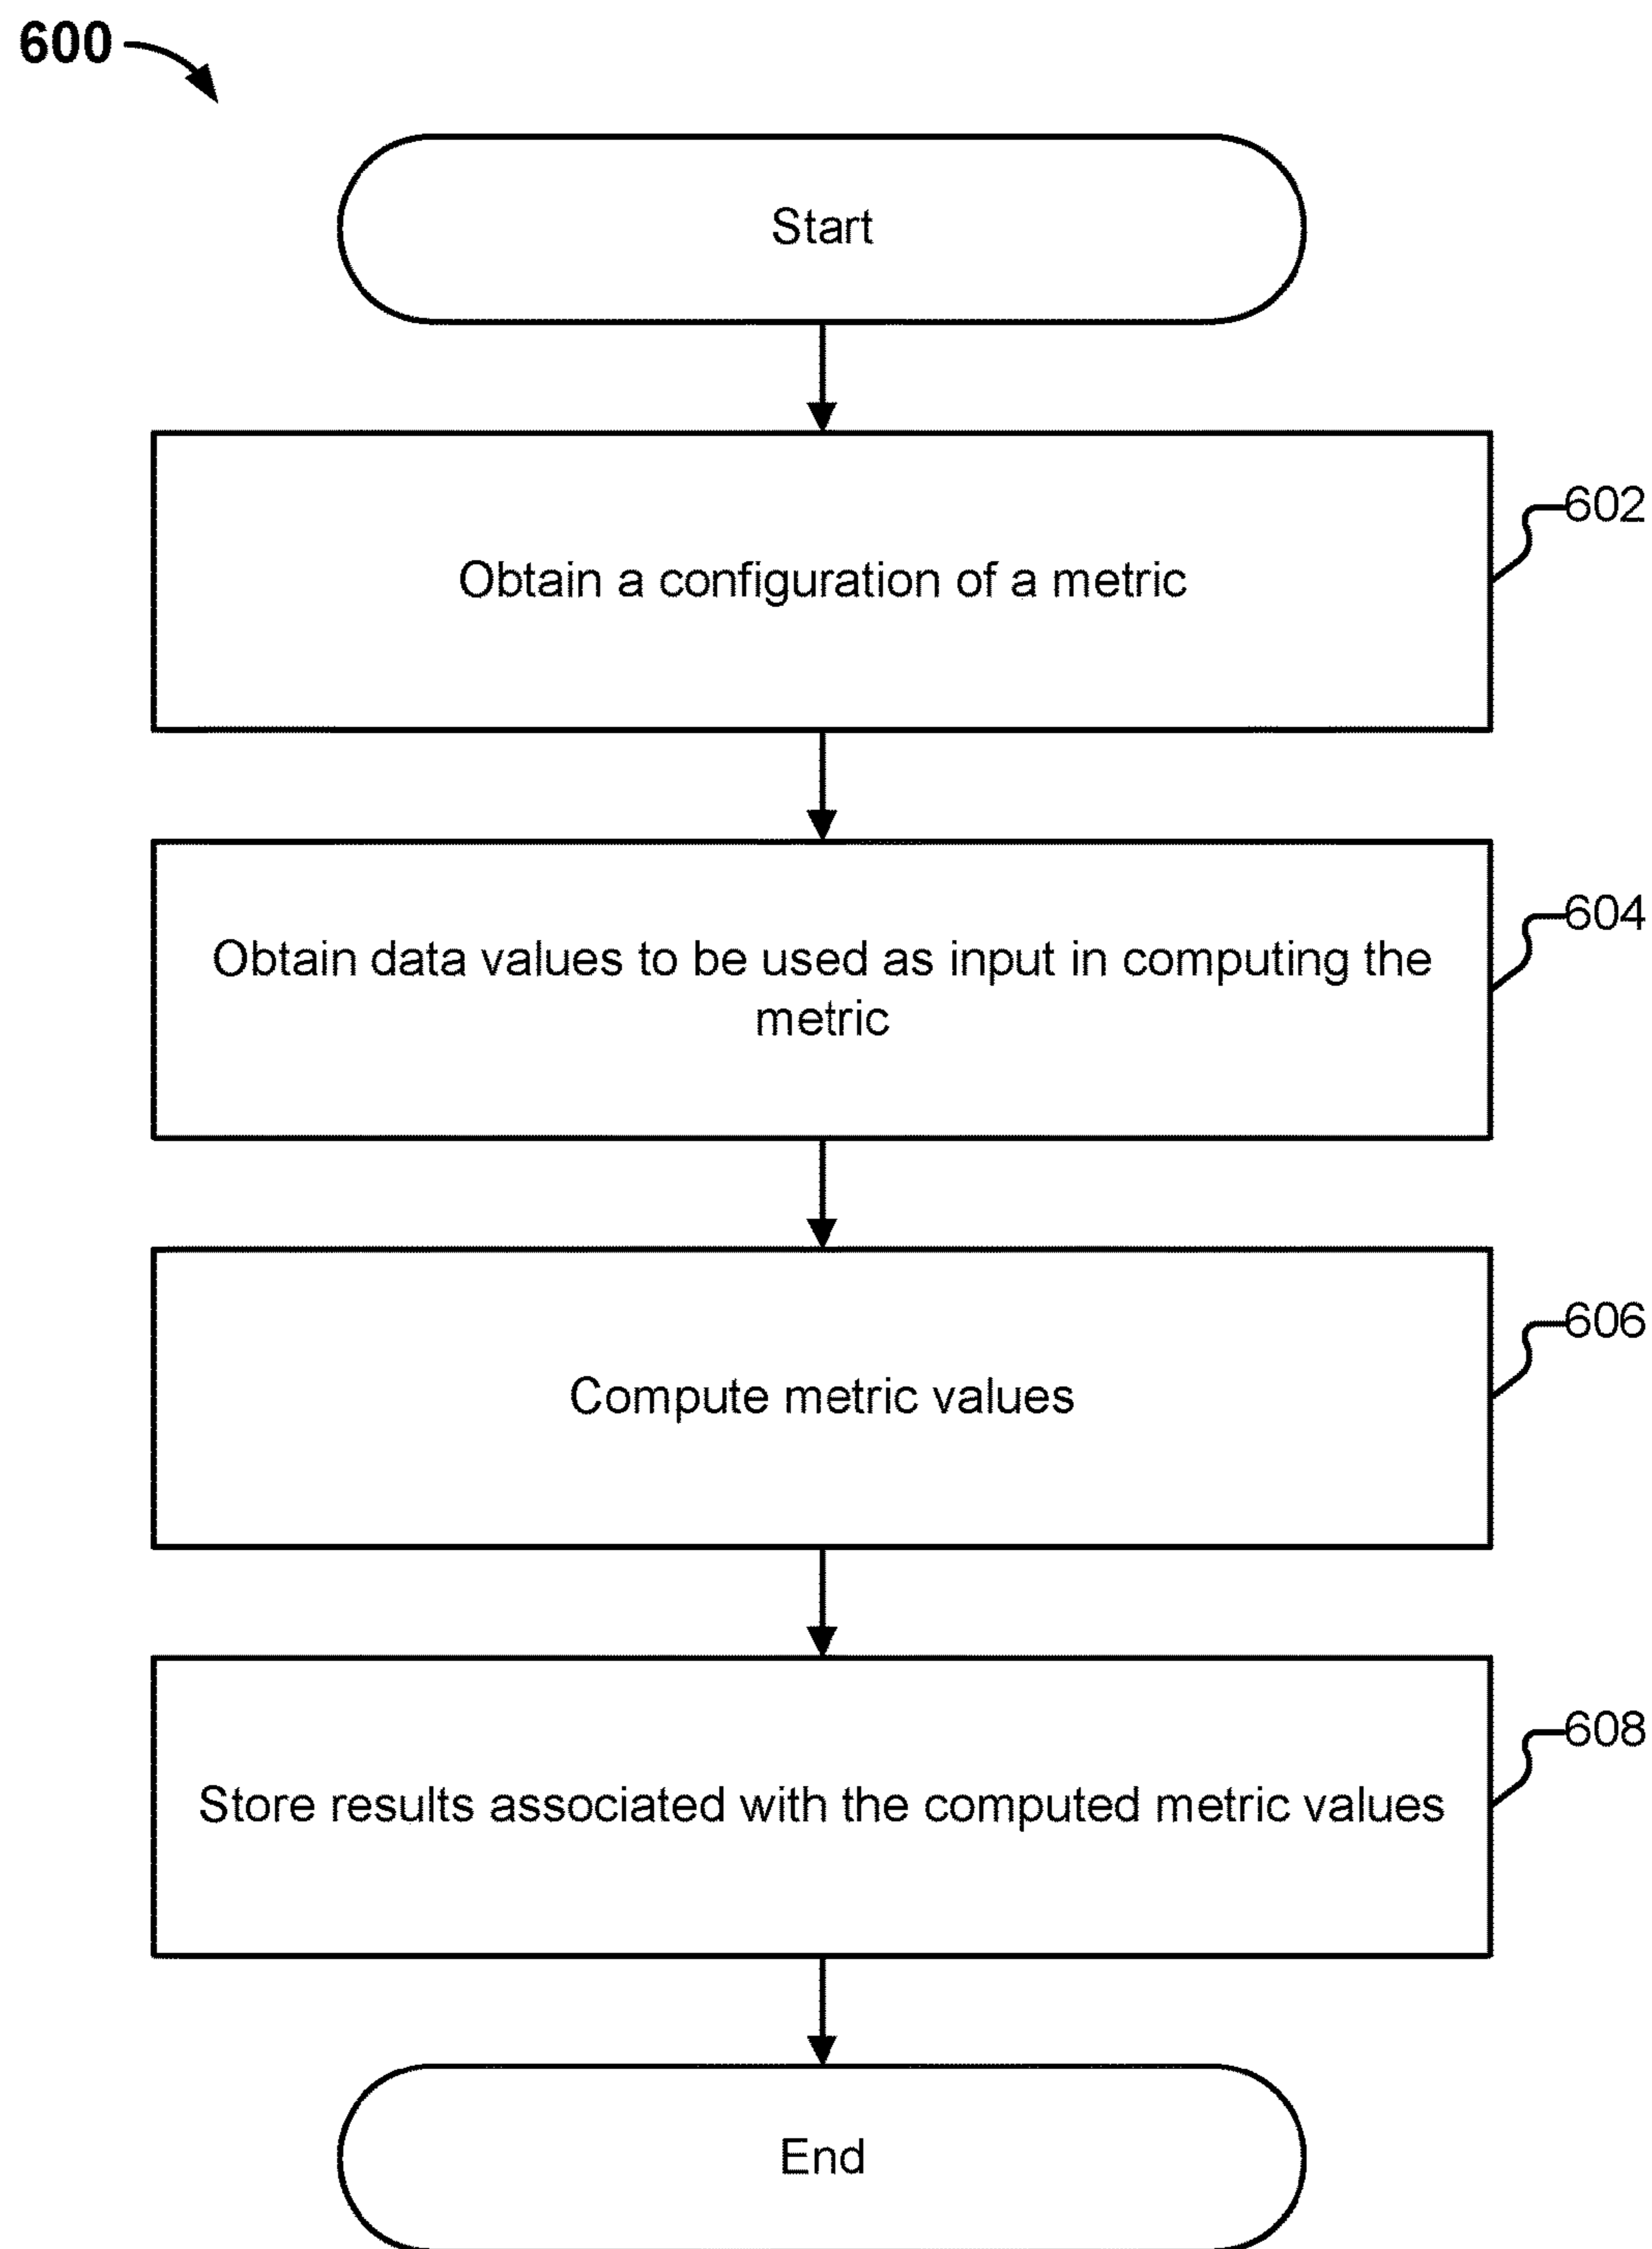 600
Start
Obtain a configuration of a metric
602
Obtain data values to be used as input in computing the
metric
604
Compute metric values
606
Store results associated with the computed metric values
608
End